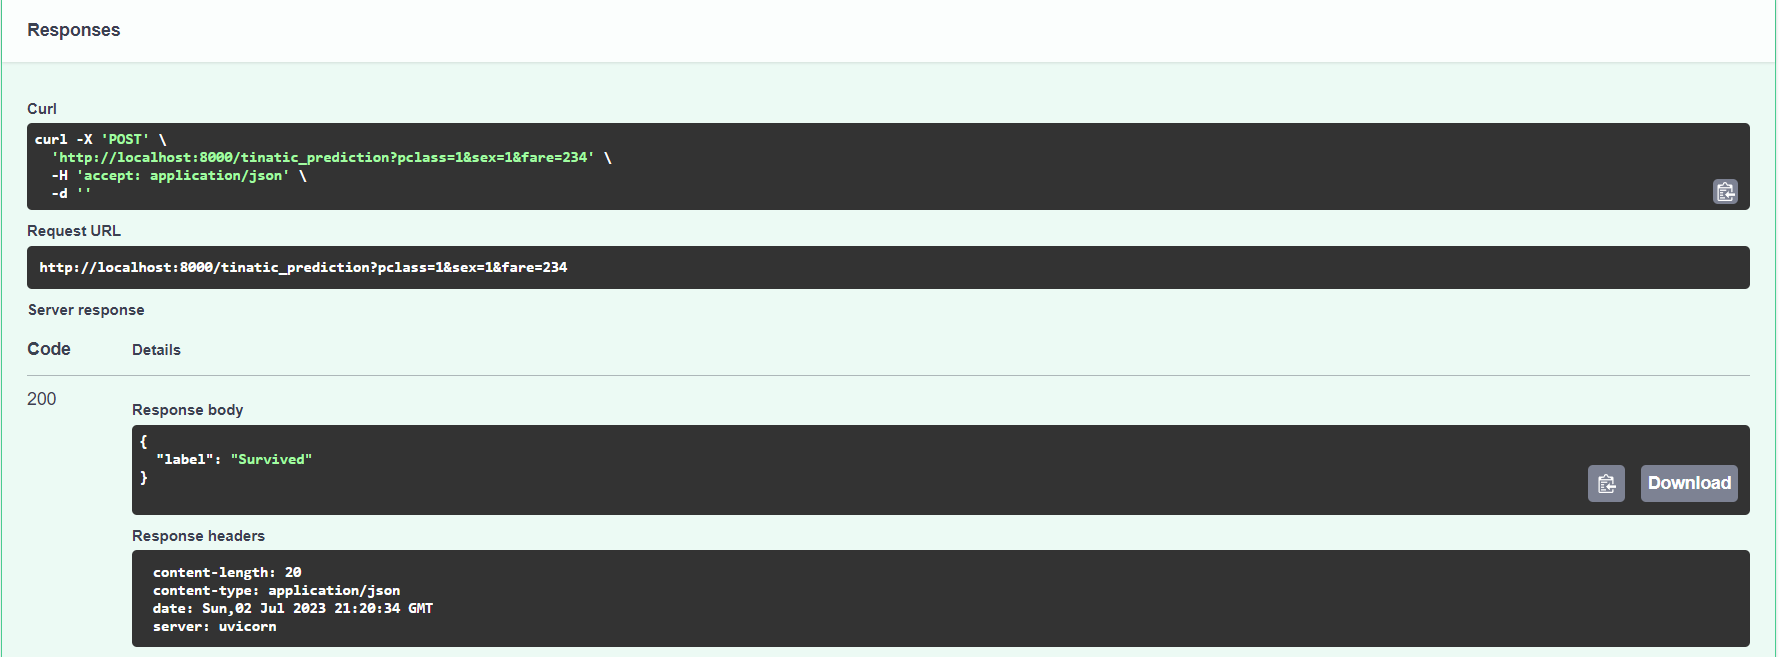 Responses
Curl
curl -X 'POST' \
'http://localhost:8000/tinatic_prediction?pclass=1&sex=1&fare=234' \
-H 'accept: application/json' \
-d ''
Request URL
http://localhost:8000/tinatic_prediction?pclass=1&sex=1&fare=234
Server response
Code Details
200
Response body
{
"label": "Survived"
}
Download
Response headers
content-length: 20
content-type: application/json
date: Sun,02 Jul 2023 21:20:34 GMT
server: uvicorn